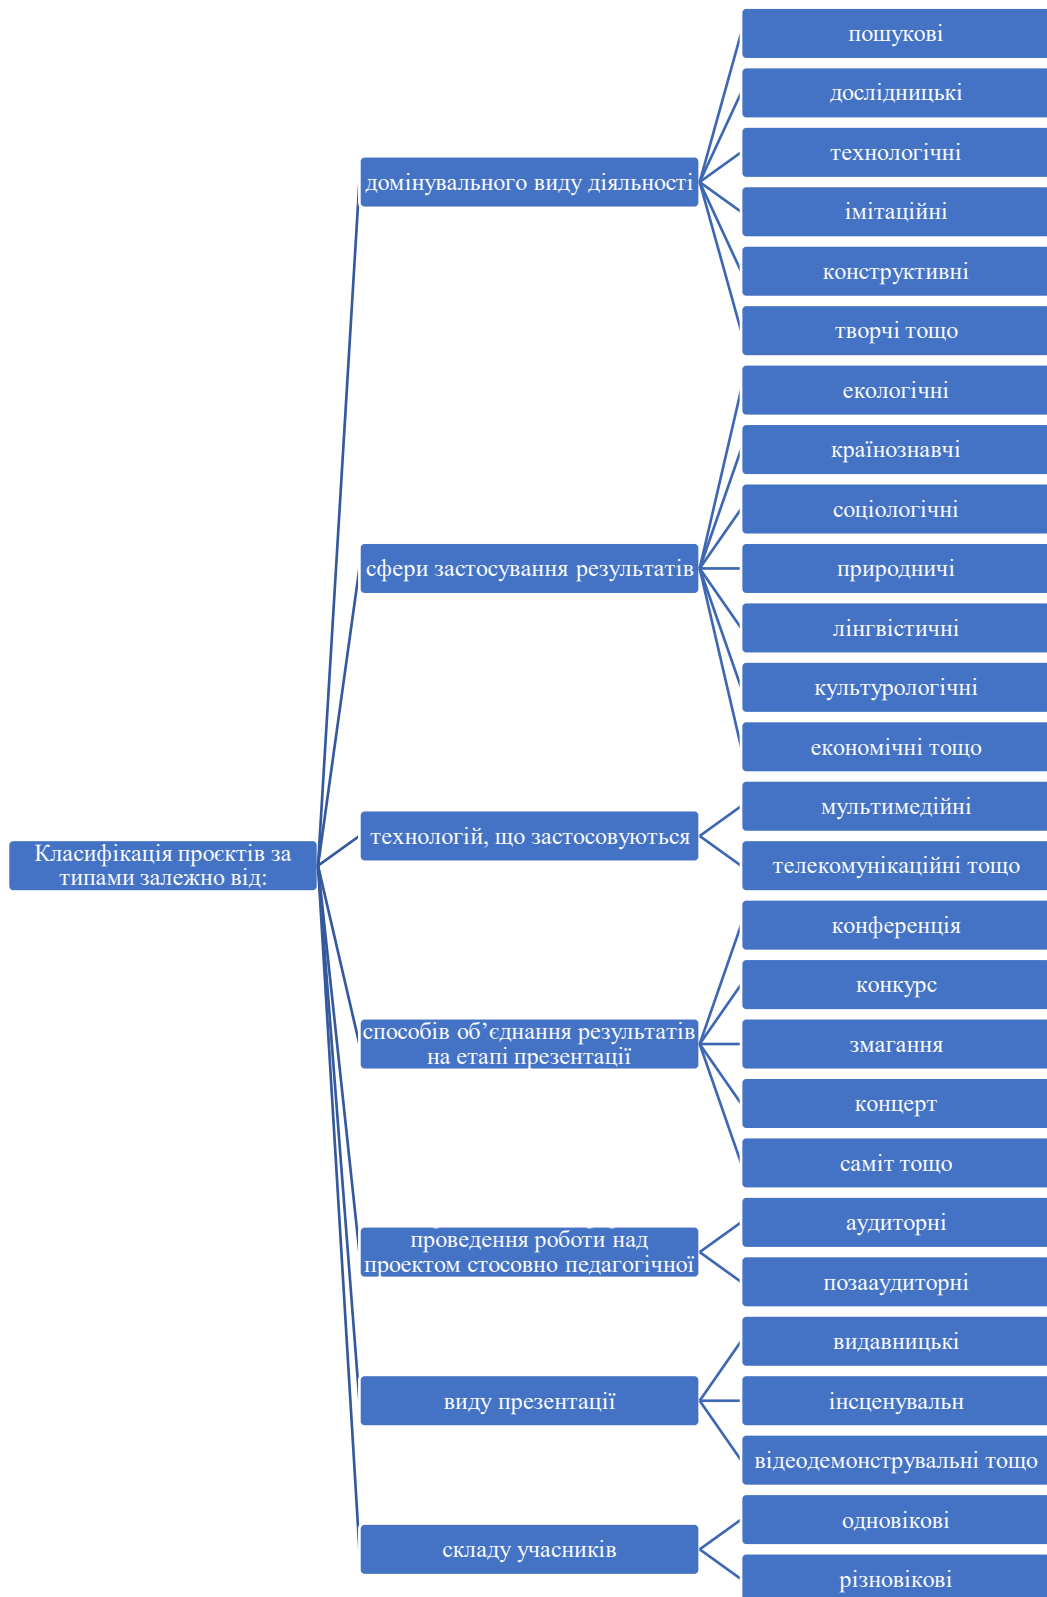 Класифікація проєктів за
типами залежно від:
домінувального виду діяльності
пошукові
дослідницькі
технологічні
імітаційні
конструктивні
творчі тощо
сфери застосування результатів
екологічні
країнознавчі
соціологічні
природничі
лінгвістичні
культурологічні
економічні тощо
технологій, що застосовуються
мультимедійні
телекомунікаційні тощо
способів об’єднання результатів
на етапі презентації
конференція
конкурс
змагання
концерт
саміт тощо
проведення роботи над
проектом стосовно педагогічної
аудиторні
позааудиторні
виду презентації
видавницькі
інсценувальн
відеодемонструвальні тощо
складу учасників
одновікові
різновікові